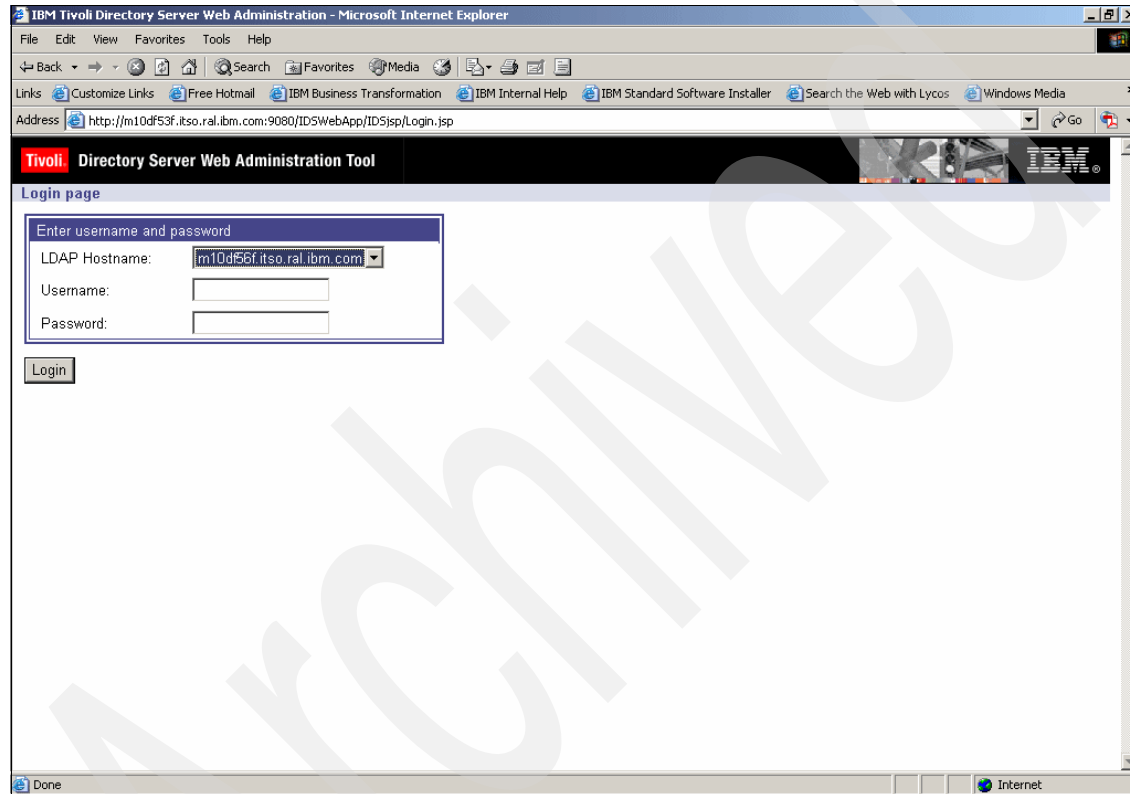 IBM Tivoli Directory Server Web Administration - Microsoft Internet Explorer
File Edit View Favorites Tools Help
Back Search Favorites Media
Links Customize Links Free Hotmail IBM Business Transformation IBM Internal Help IBM Standard Software Installer Search the Web with Lycos Windows Media
Address http://m10df53f.itso.ral.ibm.com:9080/IDSWebApp/IDSjsp/Login.jsp Go
Tivoli. Directory Server Web Administration Tool IBM®
Login page
Enter username and password
LDAP Hostname: m10df56f.itso.ral.ibm.com
Username:
Password:
Login
Archived
Done Internet